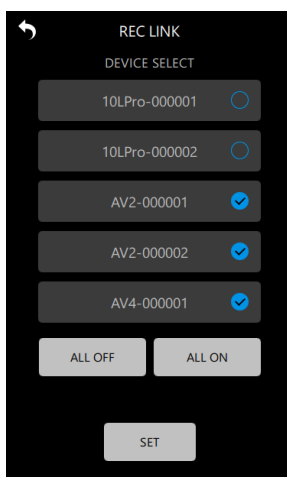 REC LINK
DEVICE SELECT
10LPro-000001
10LPro-000002
AV2-000001
AV2-000002
AV4-000001
ALL OFF ALL ON
SET